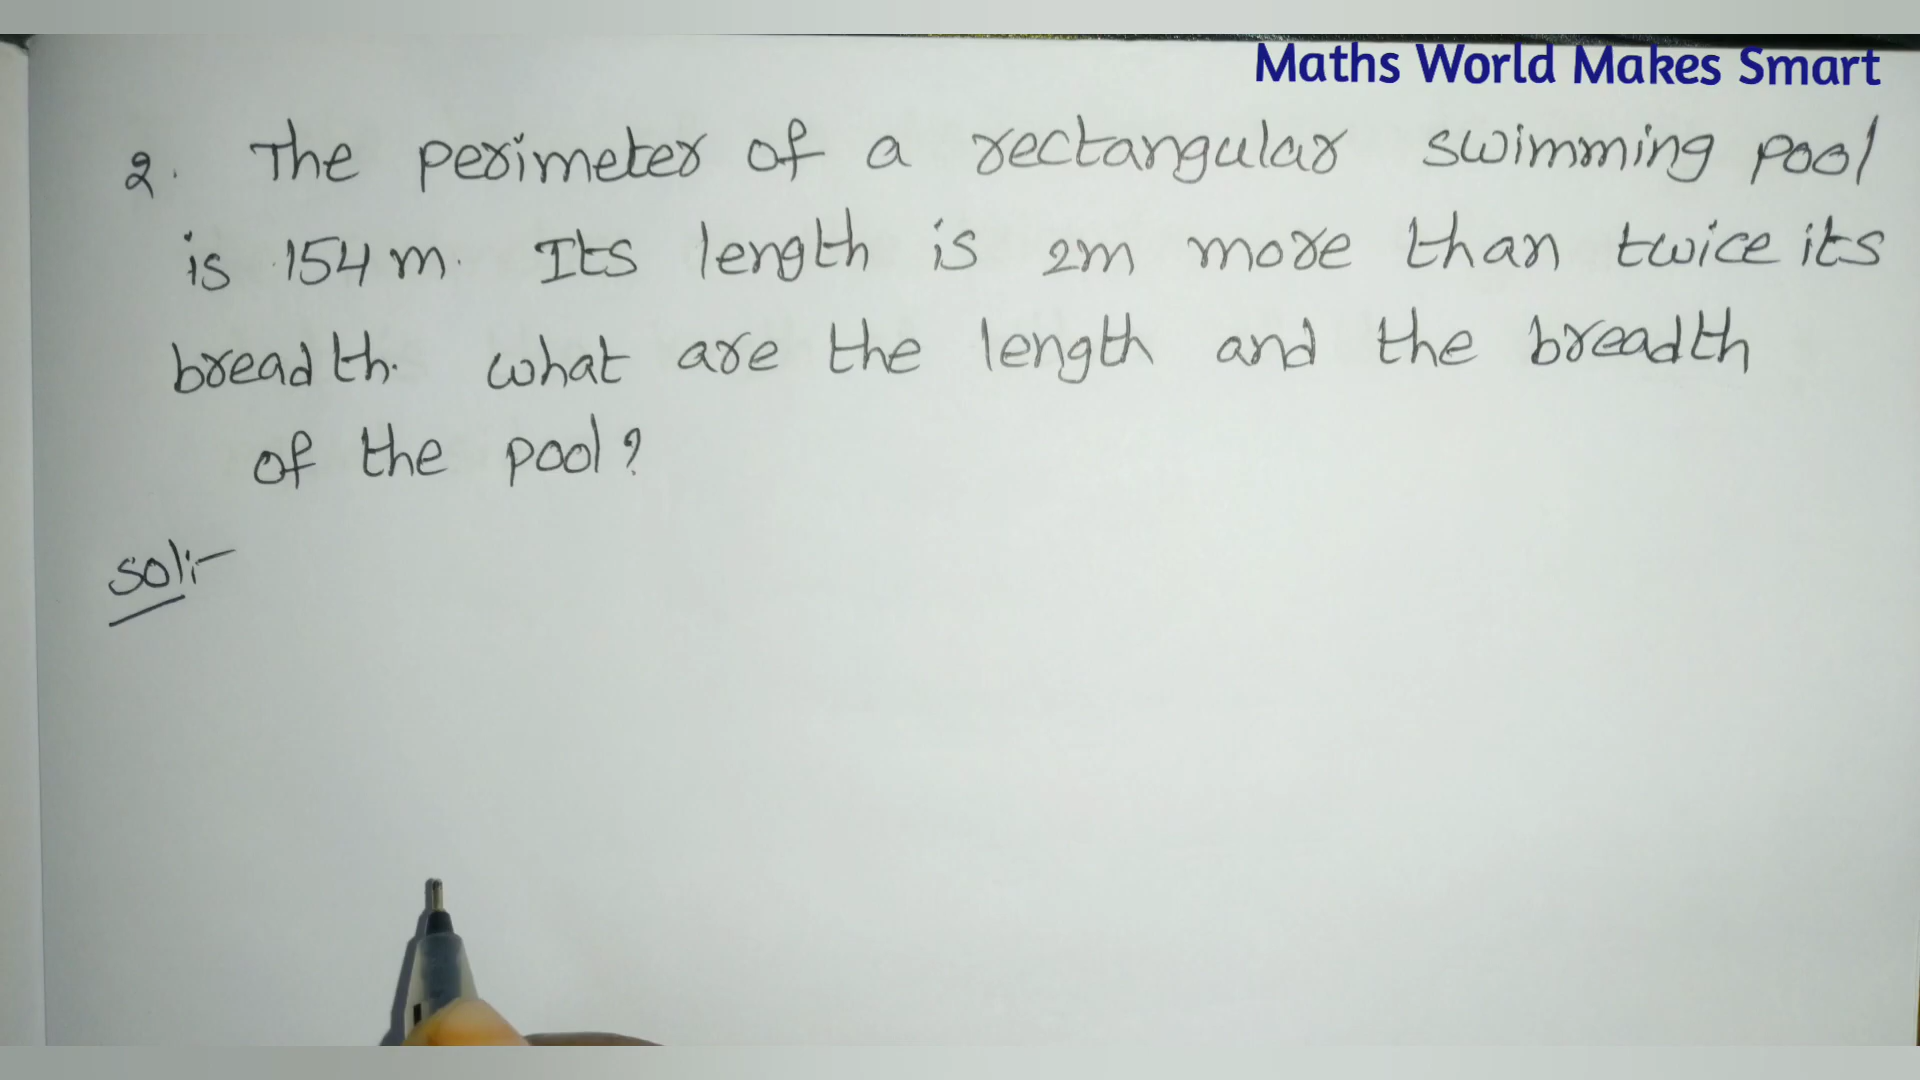 Maths World Makes Smart
2. The perimeter of a rectangular swimming pool
is 154 m. Its length is 2m more than twice its
breadth. what are the length and the breadth
of the pool?
Sol:-